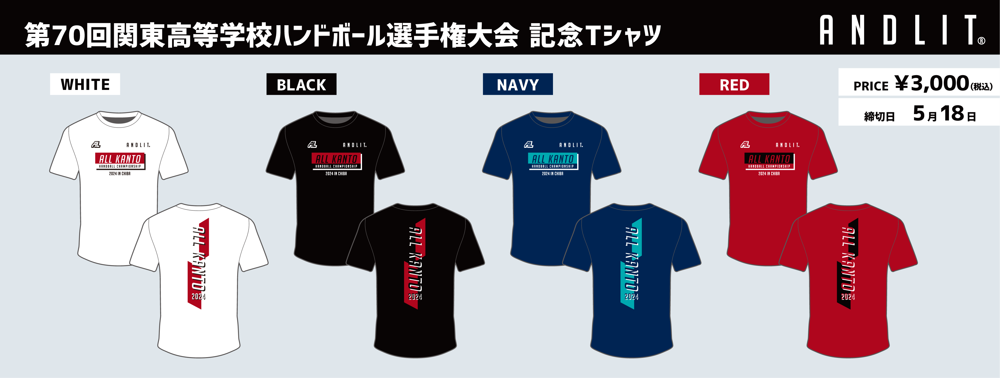 第70回関東高等学校ハンドボール選手権大会 記念Tシャツ
ANDLIT®
WHITE
BLACK
NAVY
RED
PRICE ¥3,000(税込)
締切日 5月18日
AL
ANDLIT.
ALL KANTO
HANDBALL CHAMPIONSHIP
2024 IN CHIBA
AL
ANDLIT.
ALL KANTO
HANDBALL CHAMPIONSHIP
2024 IN CHIBA
AL
ANDLIT.
ALL KANTO
HANDBALL CHAMPIONSHIP
2024 IN CHIBA
AL
ANDLIT.
ALL KANTO
HANDBALL CHAMPIONSHIP
2024 IN CHIBA
ALL KANTO
2024
ALL KANTO
2024
ALL KANTO
2024
ALL KANTO
2024